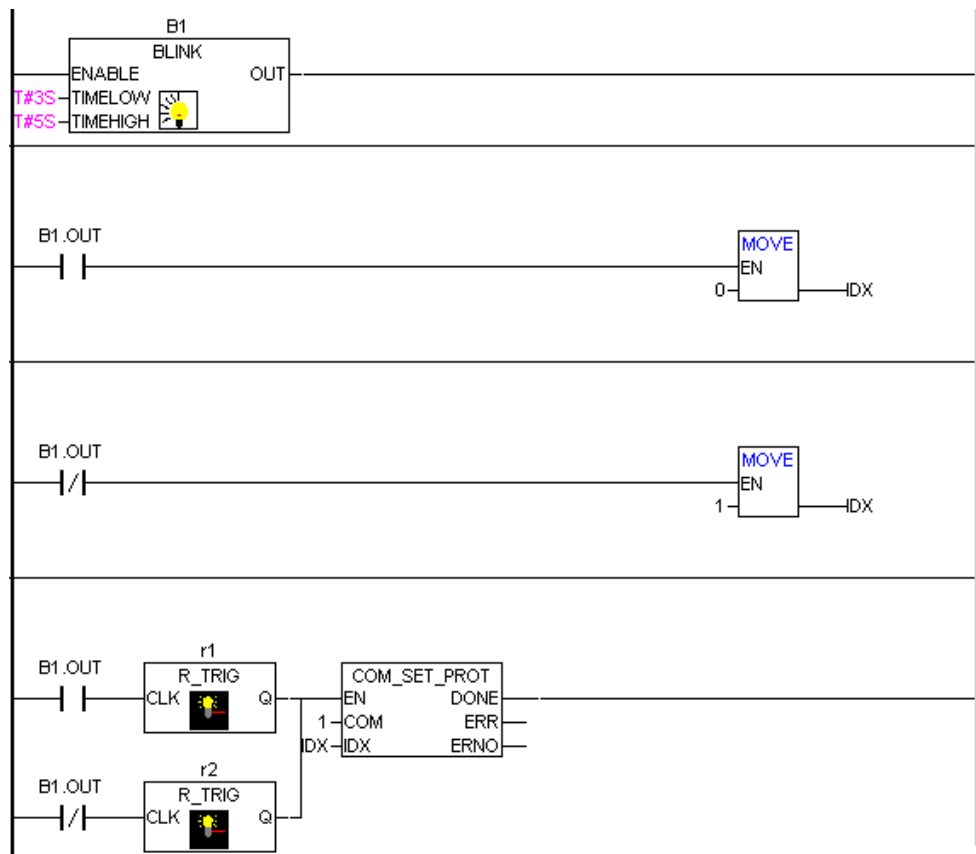 B1
BLINK
ENABLE OUT
T#3S TIMELOW
T#5S TIMEHIGH
B1.OUT
MOVE
EN
0 IDX
B1.OUT
MOVE
EN
1 IDX
r1
B1.OUT R_TRIG COM_SET_PROT
CLK Q EN DONE
1 COM ERR
IDX IDX ERNO
r2
B1.OUT R_TRIG
CLK Q